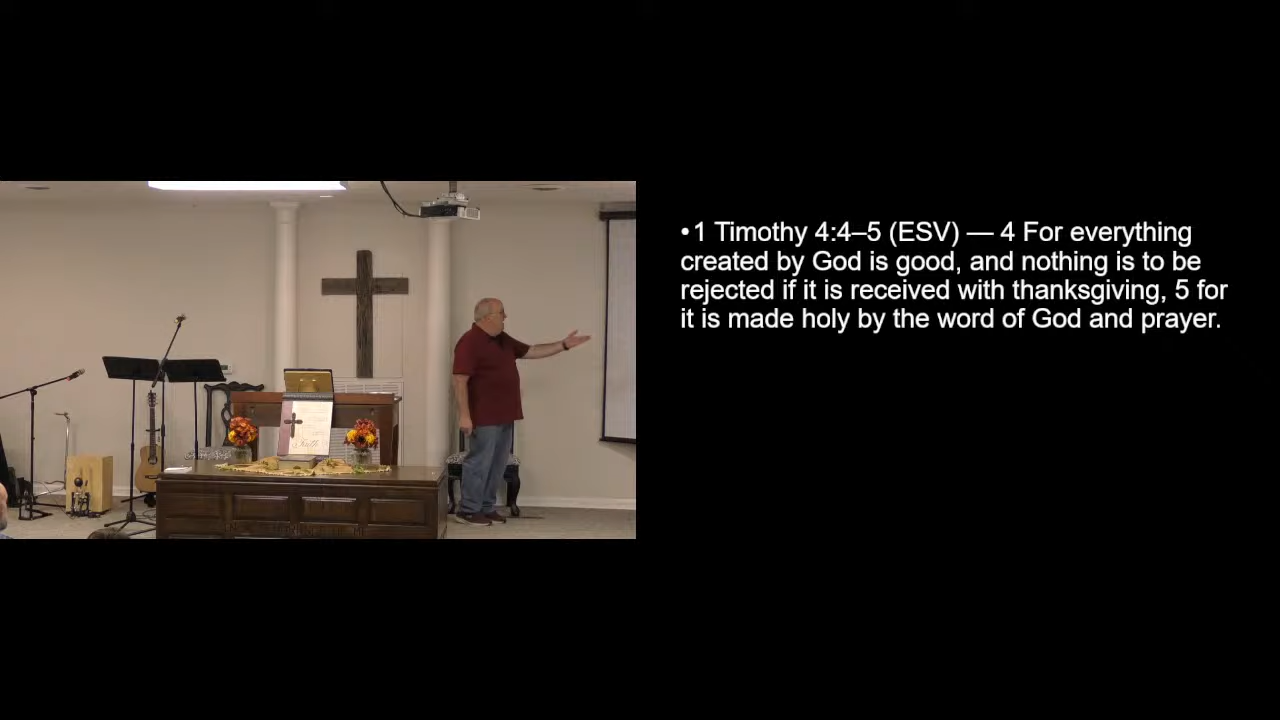 •1 Timothy 4:4–5 (ESV) — 4 For everything
created by God is good, and nothing is to be
rejected if it is received with thanksgiving, 5 for
it is made holy by the word of God and prayer.
Faith